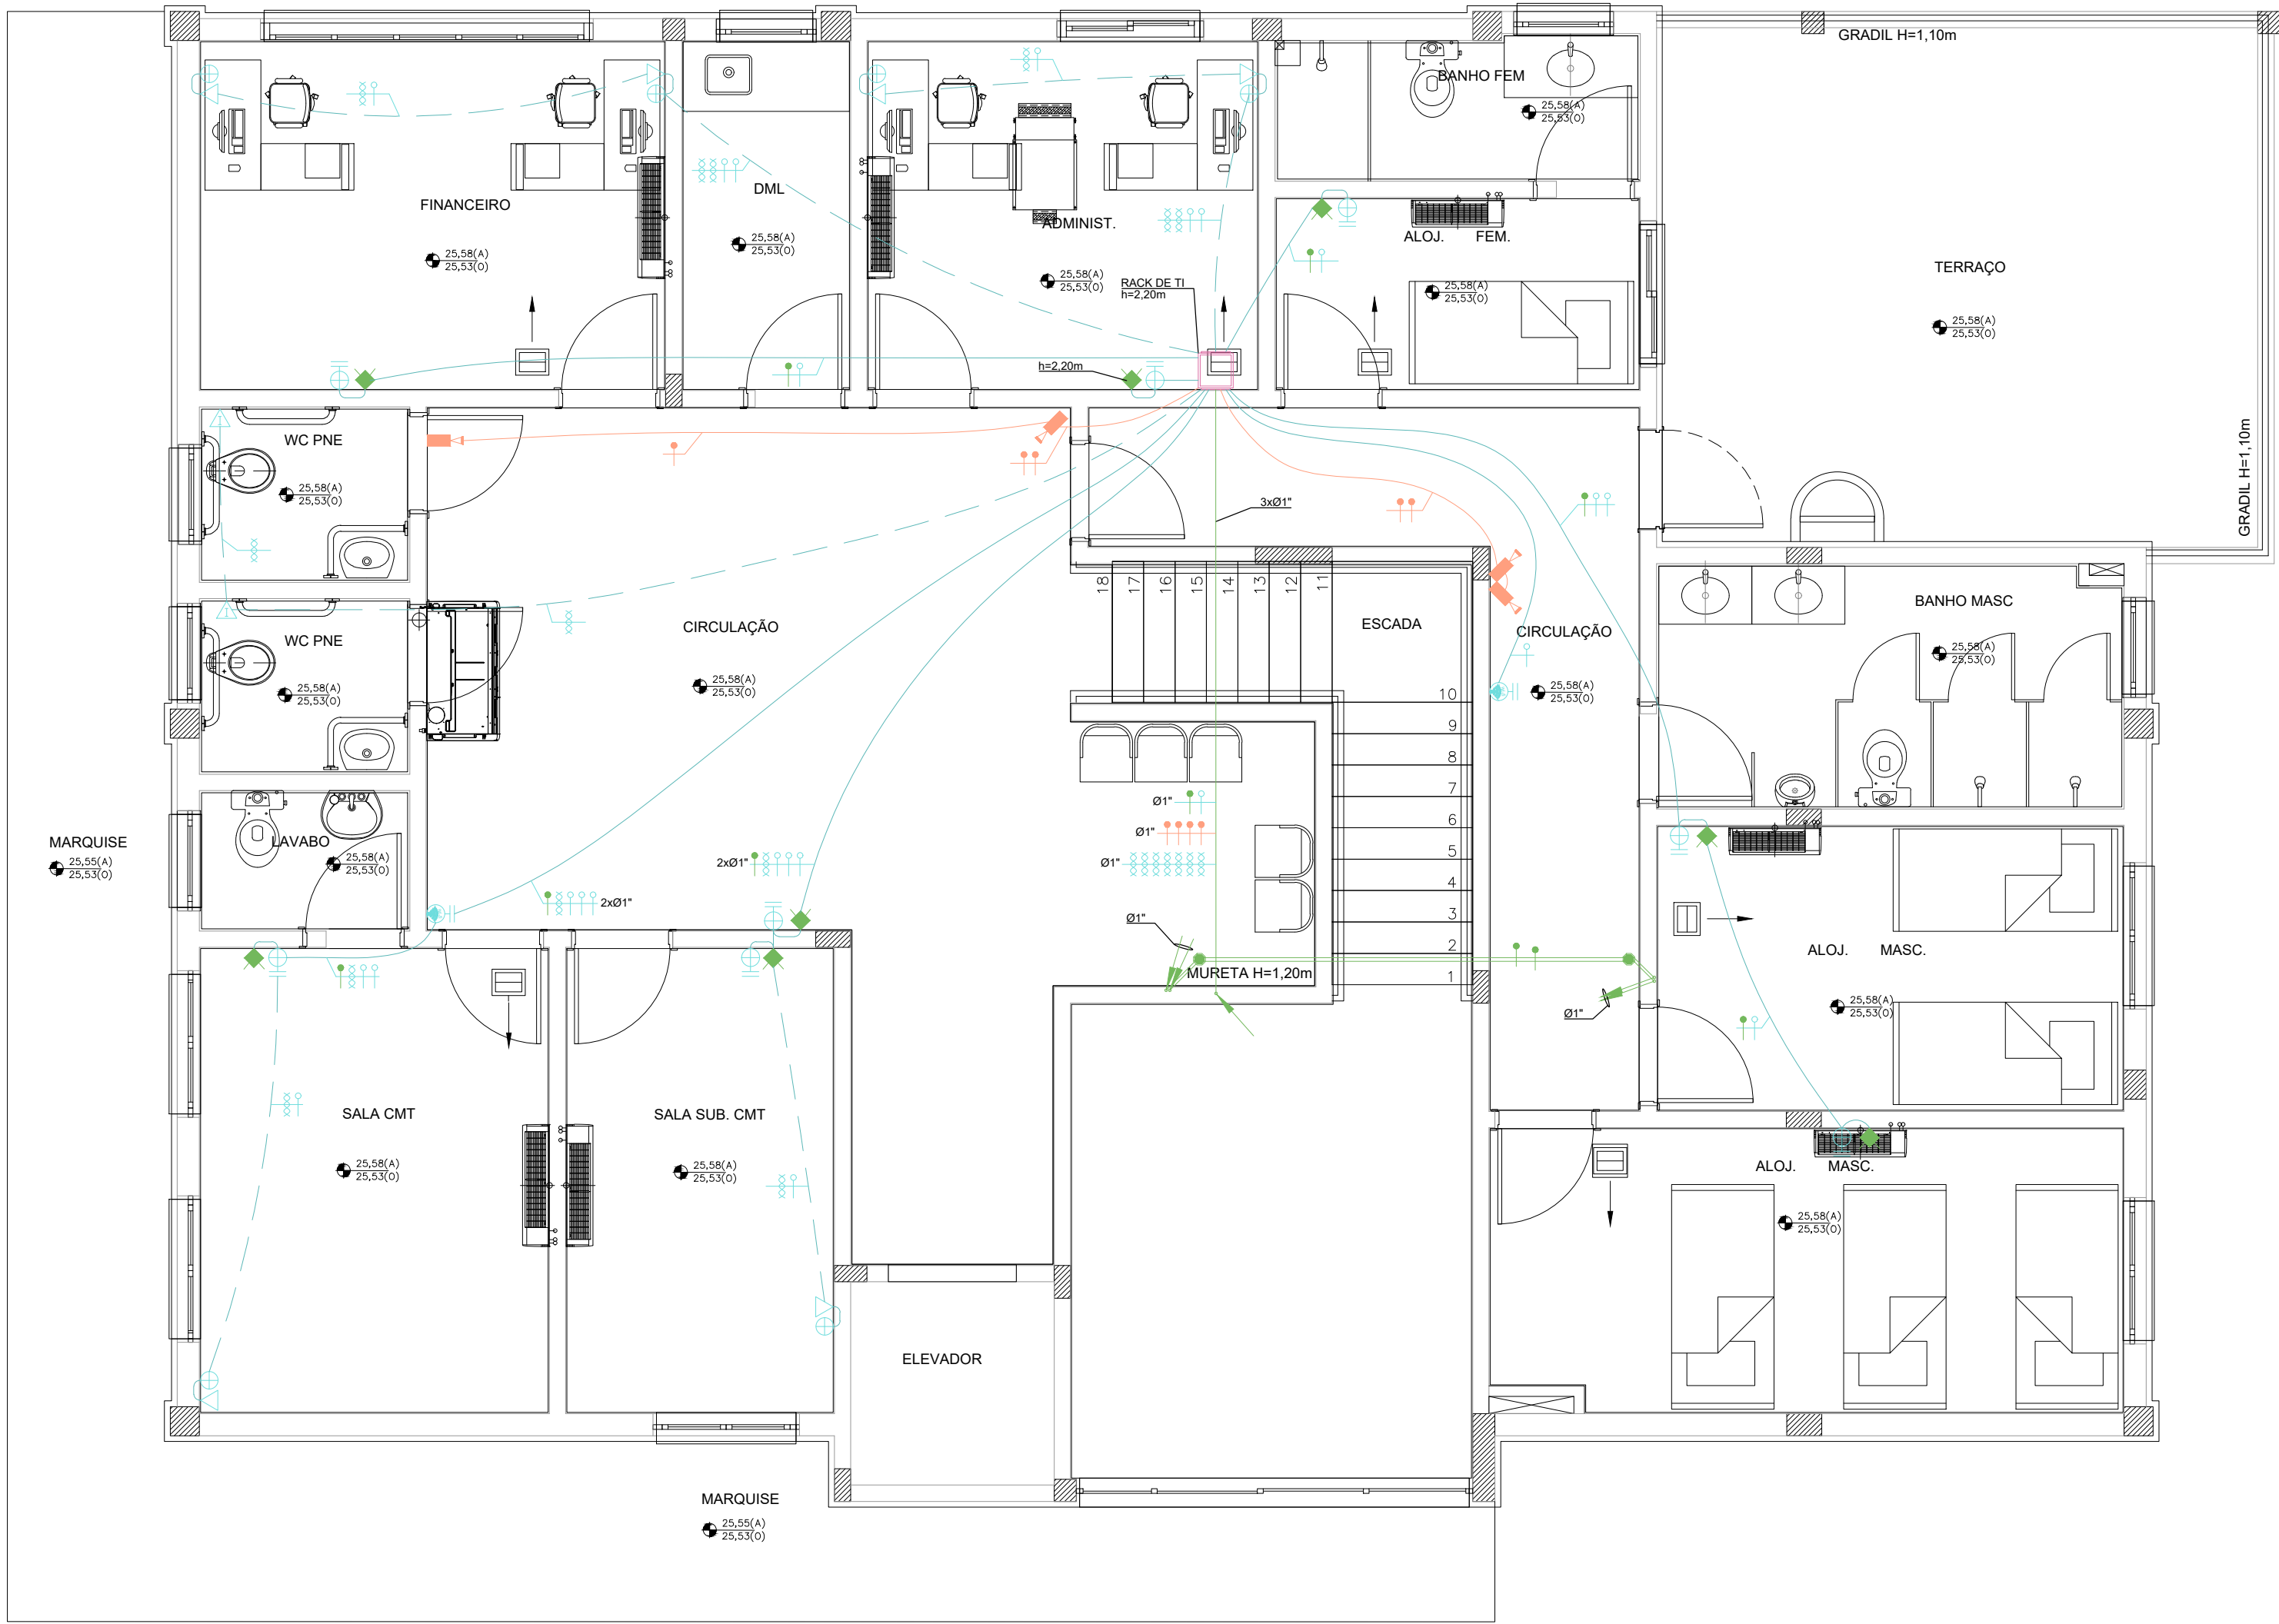 GRADIL H=1,10m
BANHO FEM
25,58(A)
25,53(O)
FINANCEIRO
25,58(A)
25,53(O)
DML
25,58(A)
25,53(O)
ADMINIST.
25,58(A)
25,53(O)
RACK DE TI
h=2,20m
h=2,20m
ALOJ. FEM.
25,58(A)
25,53(O)
TERRAÇO
25,58(A)
25,53(O)
GRADIL H=1,10m
WC PNE
25,58(A)
25,53(O)
3xØ1"
18
17
16
15
14
13
12
11
WC PNE
25,58(A)
25,53(O)
CIRCULAÇÃO
25,58(A)
25,53(O)
ESCADA
10
9
8
7
6
5
4
3
2
1
CIRCULAÇÃO
25,58(A)
25,53(O)
BANHO MASC
25,58(A)
25,53(O)
MARQUISE
25,55(A)
25,53(O)
LAVABO
25,58(A)
25,53(O)
2xØ1"
2xØ1"
Ø1"
Ø1"
Ø1"
Ø1"
MURETA H=1,20m
Ø1"
ALOJ. MASC.
25,58(A)
25,53(O)
SALA CMT
25,58(A)
25,53(O)
SALA SUB. CMT
25,58(A)
25,53(O)
ALOJ. MASC.
25,58(A)
25,53(O)
ELEVADOR
MARQUISE
25,55(A)
25,53(O)